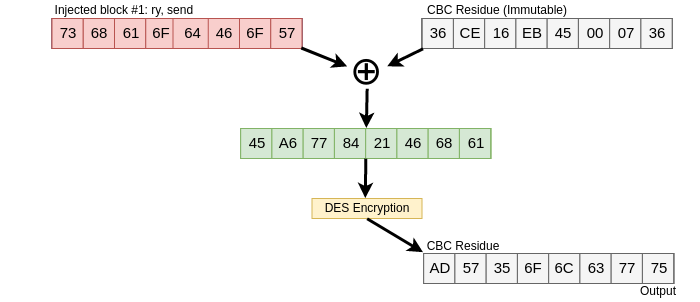 Injected block #1: ry, send
CBC Residue (Immutable)
73 68 61 6F 64 46 6F 57
36 CE 16 EB 45 00 07 36
45 A6 77 84 21 46 68 61
DES Encryption
CBC Residue
AD 57 35 6F 6C 63 77 75
Output